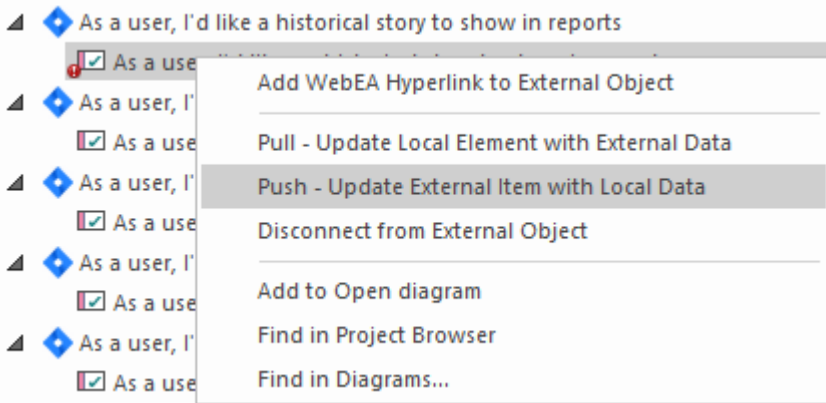 As a user, I'd like a historical story to show in reports
As a use
Add WebEA Hyperlink to External Object
As a user, I'
As a use
Pull - Update Local Element with External Data
As a user, I'
Push - Update External Item with Local Data
As a use
Disconnect from External Object
As a user, I'
As a use
Add to Open diagram
As a user, I'
Find in Project Browser
As a use
Find in Diagrams...